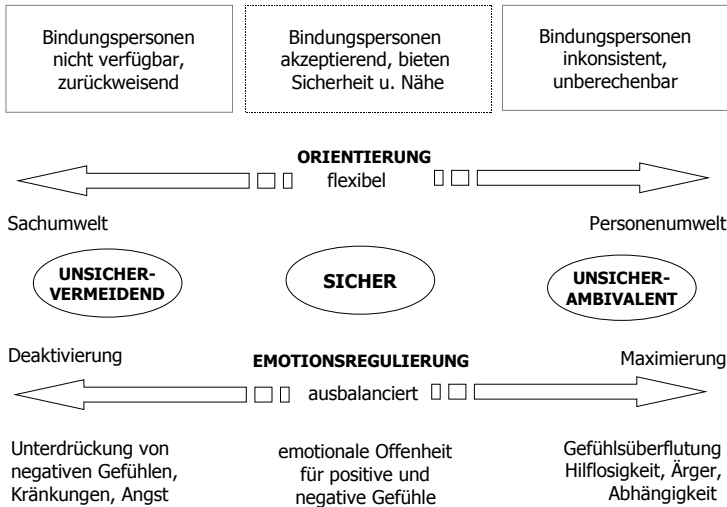 Bindungspersonen
nicht verfügbar,
zurückweisend
Bindungspersonen
akzeptierend, bieten
Sicherheit u. Nähe
Bindungspersonen
inkonsistent,
unberechenbar
ORIENTIERUNG
flexibel
Sachumwelt
Personenumwelt
UNSICHER-
VERMEIDEND
SICHER
UNSICHER-
AMBIVALENT
Deaktivierung
EMOTIONSREGULIERUNG
Maximierung
ausbalanciert
Unterdrückung von
negativen Gefühlen,
Kränkungen, Angst
emotionale Offenheit
für positive und
negative Gefühle
Gefühlsüberflutung
Hilflosigkeit, Ärger,
Abhängigkeit